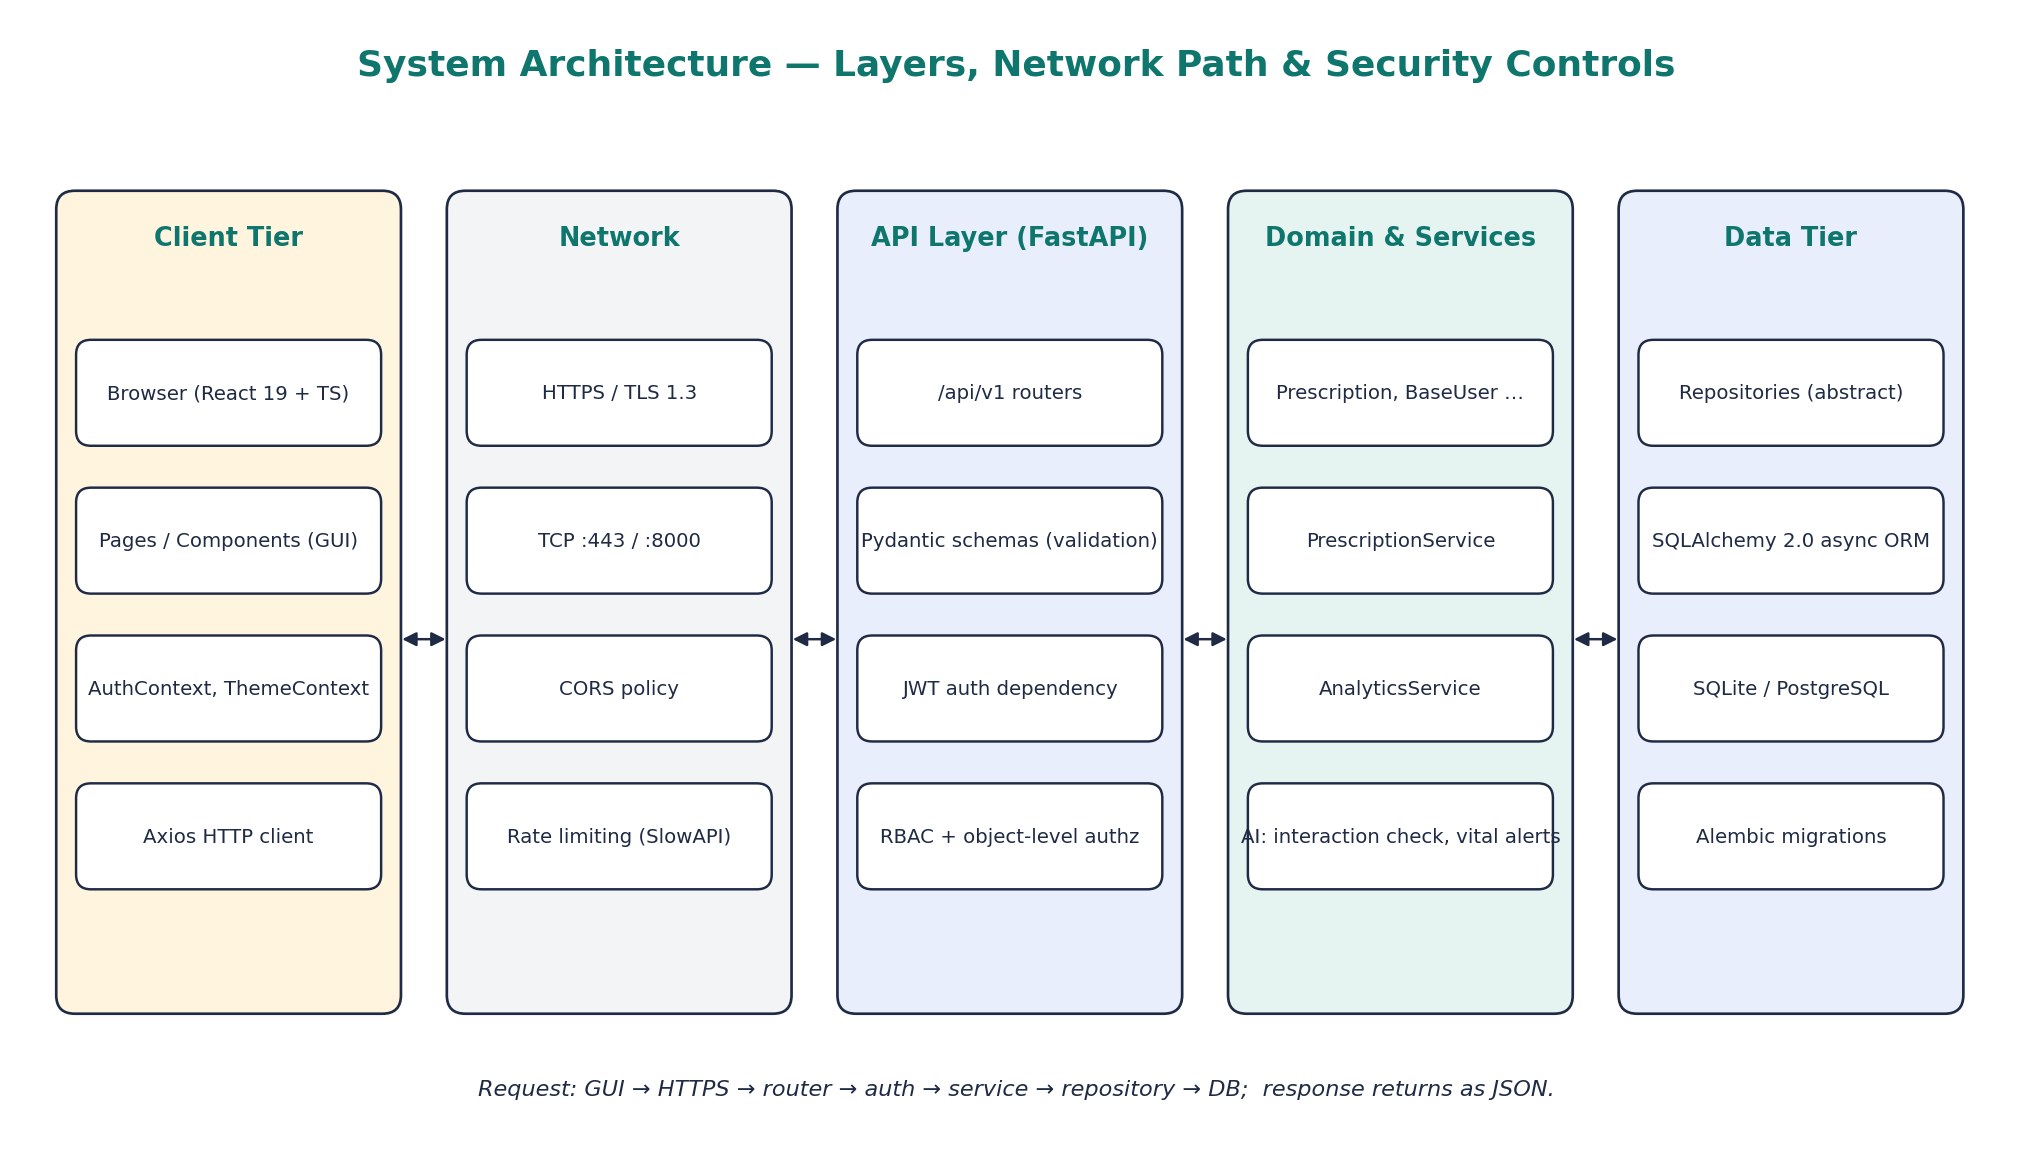 System Architecture — Layers, Network Path & Security Controls
Client Tier
Browser (React 19 + TS)
Pages / Components (GUI)
AuthContext, ThemeContext
Axios HTTP client
Network
HTTPS / TLS 1.3
TCP :443 / :8000
CORS policy
Rate limiting (SlowAPI)
API Layer (FastAPI)
/api/v1 routers
Pydantic schemas (validation)
JWT auth dependency
RBAC + object-level authz
Domain & Services
Prescription, BaseUser …
PrescriptionService
AnalyticsService
AI: interaction check, vital alerts
Data Tier
Repositories (abstract)
SQLAlchemy 2.0 async ORM
SQLite / PostgreSQL
Alembic migrations
Request: GUI → HTTPS → router → auth → service → repository → DB;  response returns as JSON.